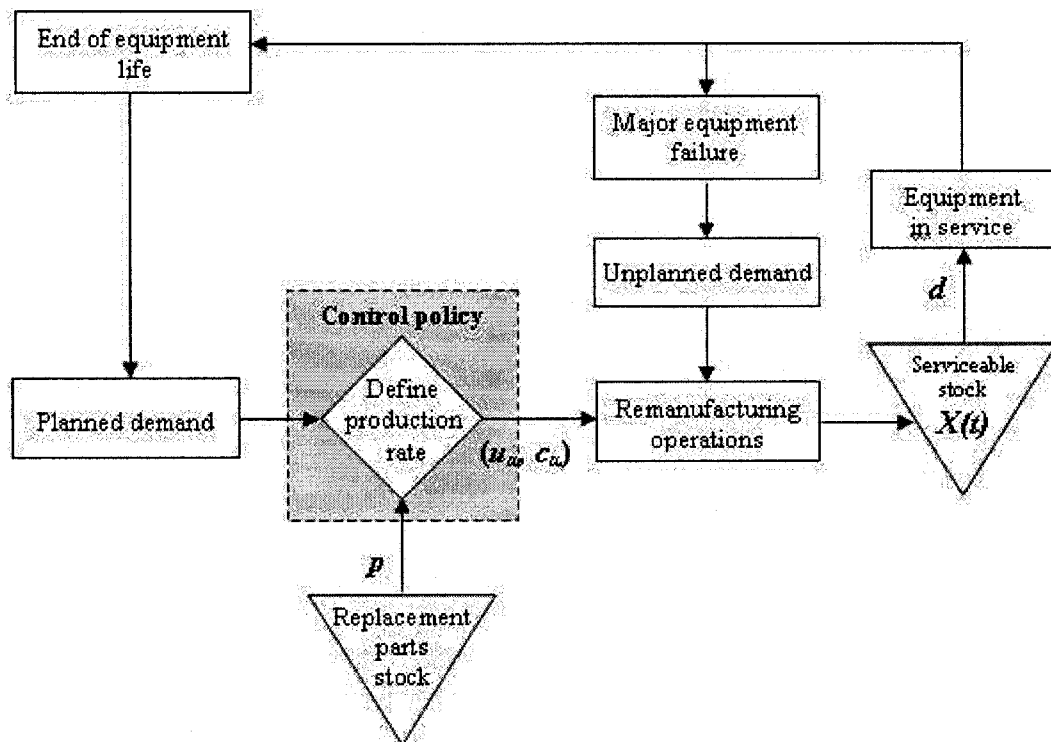 End of equipment
life
Major equipment
failure
Equipment
in service
Unplanned demand
d
Control policy
Serviceable
stock
X(t)
Planned demand
Define
production
rate
Remanufacturing
operations
p
Replacement
parts
stock